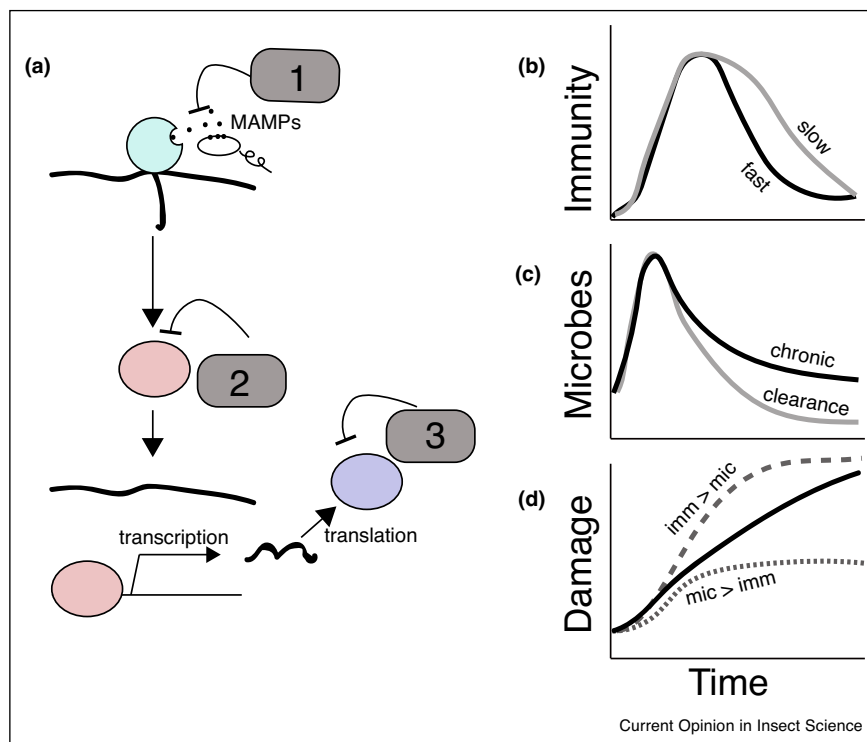 (a)
1
MAMPs
2
3
transcription
translation
(b)
Immunity
slow
fast
(c)
Microbes
chronic
clearance
(d)
Damage
imm > mic
mic > imm
Time
Current Opinion in Insect Science